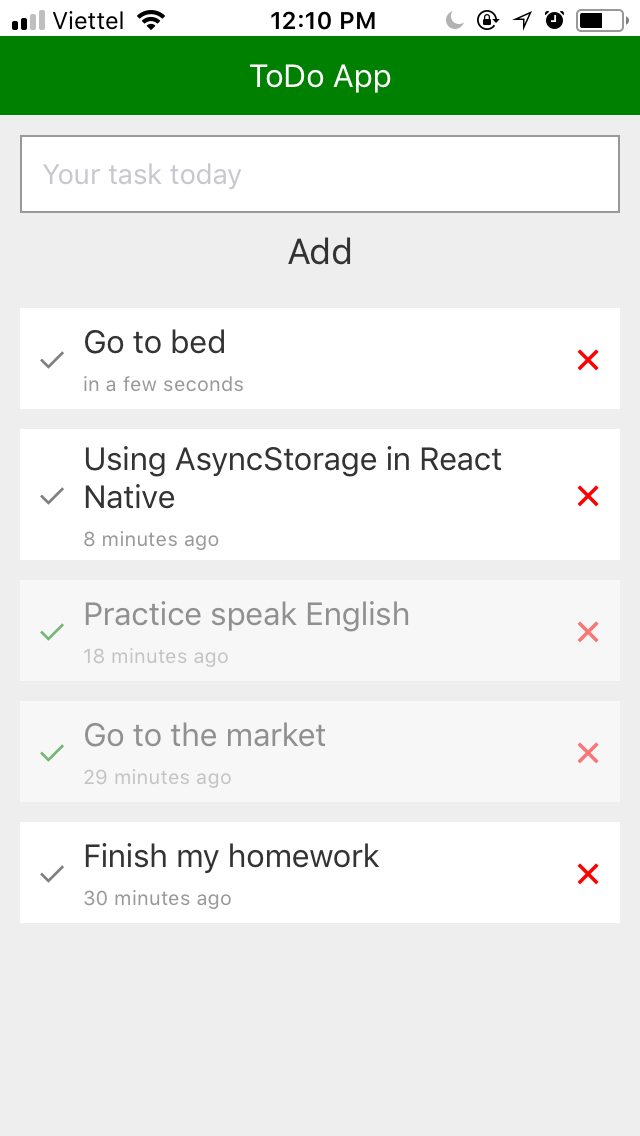 Viettel 12:10 PM
ToDo App
Your task today
Add
Go to bed
in a few seconds
Using AsyncStorage in React
Native
8 minutes ago
Practice speak English
18 minutes ago
Go to the market
29 minutes ago
Finish my homework
30 minutes ago